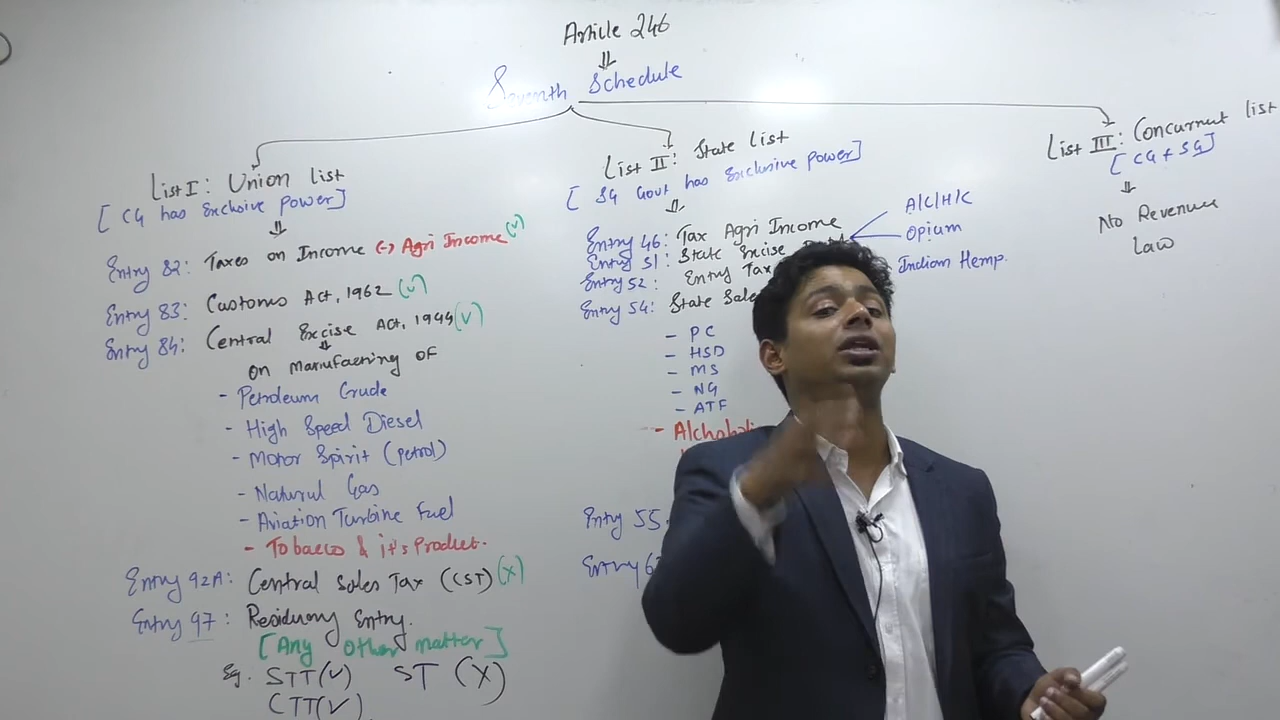 Article 246
⇓
Seventh Schedule
List I: Union list
[ CG has Exclsive power]
⇓
Entry 82: Taxes on Income (-) Agri Income (√)
Entry 83: Customs Act, 1962 (√)
Entry 84: Central Excise Act, 1944 (√)
on manufactring of
- Petroleum Crude
- High Speed Diesel
- Motor Spirit (petrol)
- Natural Gas
- Aviation Turbine Fuel
- Tobacco & it's Product.
Entry 92A: Central Sales Tax (CST) (X)
Entry 97: Residuary Entry.
[Any other matter]
Eg. STT(√) ST (X)
CTT(√)
List II: State list
[ SG Govt has Exclusive power]
⇓
Entry 46: Tax Agri Income
Entry 51: State Excise
Entry 52: Entry Tax
Entry 54: State
- PC
- HSD
- MS
- NG
- ATF
Entry 55
Entry
A/C/H/C
Opium
Indian Hemp.
List III: Concurrent list
[ CG + SG]
⇓
No Revenue
Law